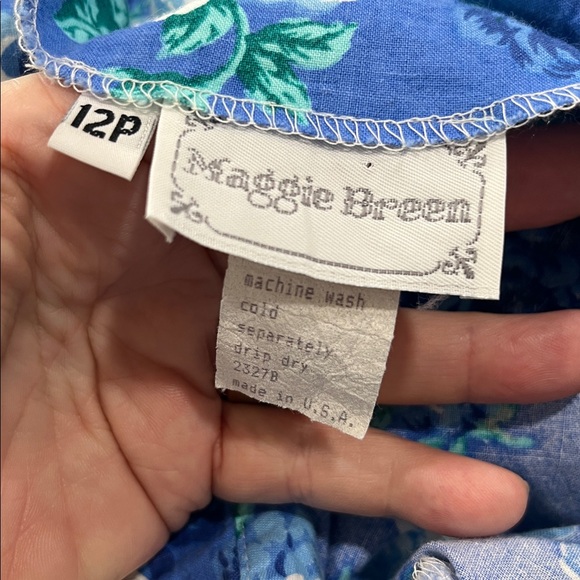 12P
Maggie Breen
machine wash
cold
separately
drip dry
23278
made in U.S.A.